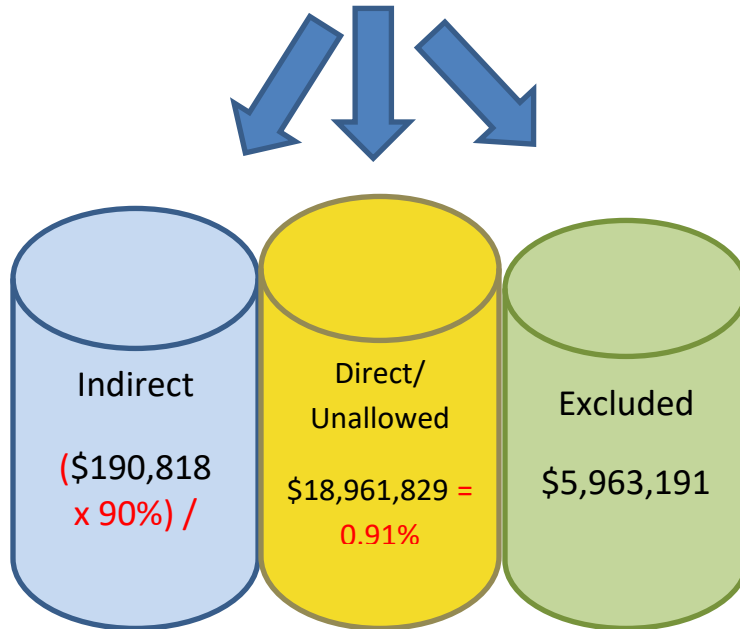 Indirect
($190,818
x 90%) /
Direct/
Unallowed
$18,961,829 =
0.91%
Excluded
$5,963,191